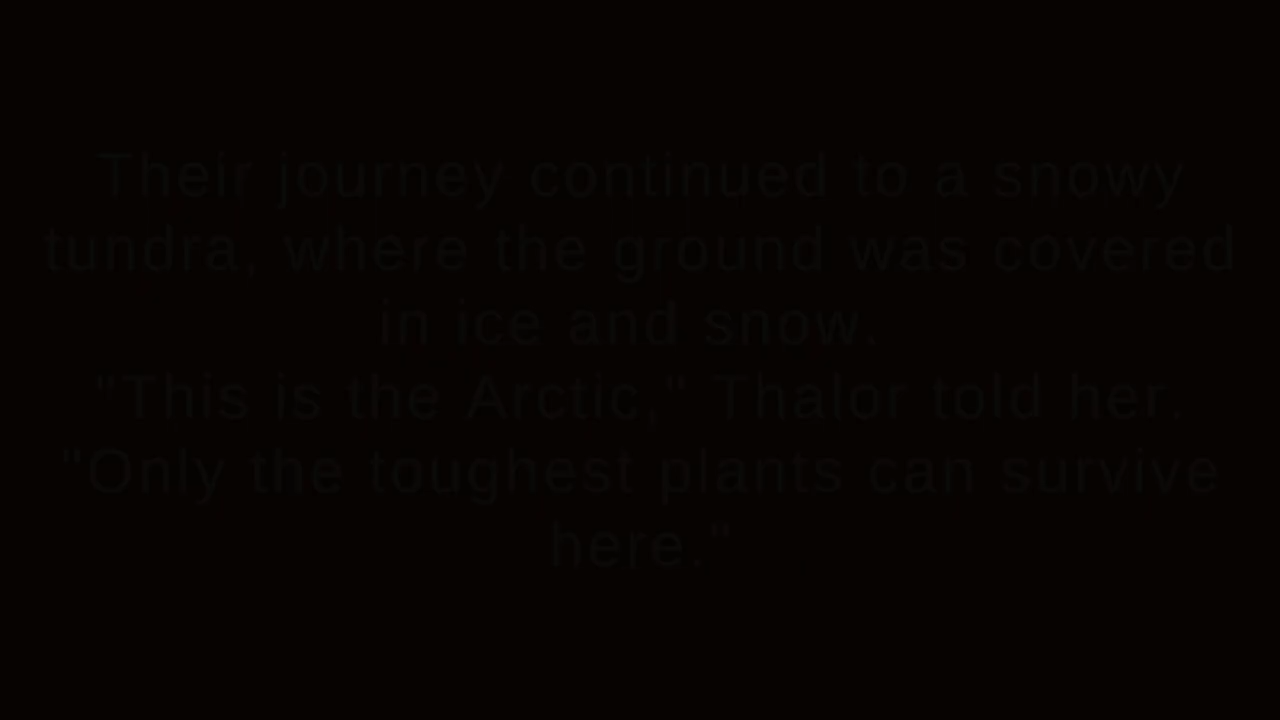 Their journey continued to a snowy
tundra, where the ground was covered
in ice and snow.
"This is the Arctic," Thalor told her.
"Only the toughest plants can survive
here."